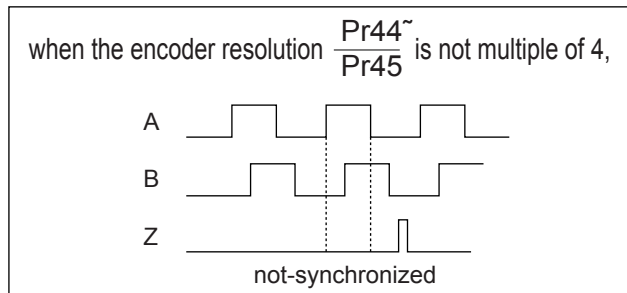 when the encoder resolution Pr44˜/Pr45 is not multiple of 4,
A
B
Z
not-synchronized